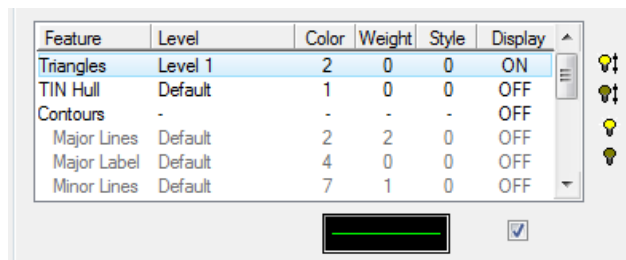 Feature Level Color Weight Style Display
Triangles Level 1 2 0 0 ON
TIN Hull Default 1 0 0 OFF
Contours - - - - OFF
Major Lines Default 2 2 0 OFF
Major Label Default 4 0 0 OFF
Minor Lines Default 7 1 0 OFF